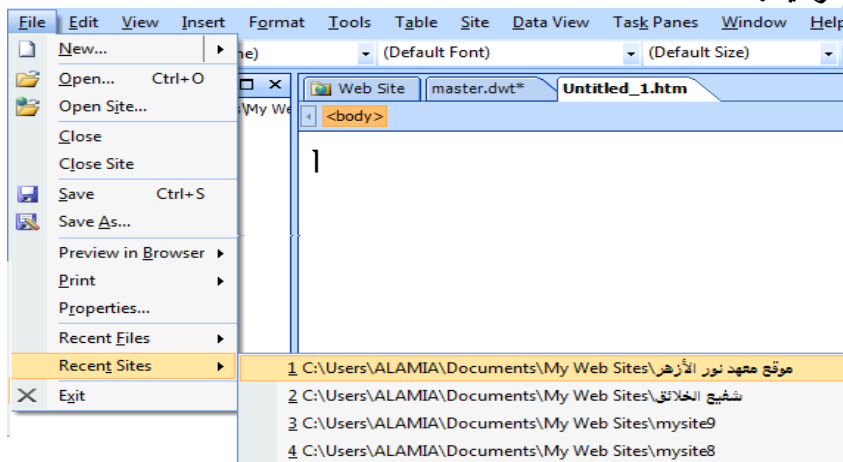 File Edit View Insert Format Tools Table Site Data View Task Panes Window Help
New...
(Default Font) (Default Size)
Open... Ctrl+O
Web Site master.dwt* Untitled_1.htm
Open Site...
<body>
Close
Close Site
Save Ctrl+S
Save As...
Preview in Browser
Print
Properties...
Recent Files
Recent Sites
1 C:\Users\ALAMIA\Documents\My Web Sites\موقع معهد نور الأزهر
Exit
2 C:\Users\ALAMIA\Documents\My Web Sites\شفيع الخلائق
3 C:\Users\ALAMIA\Documents\My Web Sites\mysite9
4 C:\Users\ALAMIA\Documents\My Web Sites\mysite8